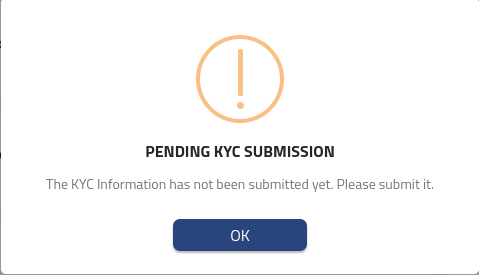 PENDING KYC SUBMISSION
The KYC Information has not been submitted yet. Please submit it.
OK